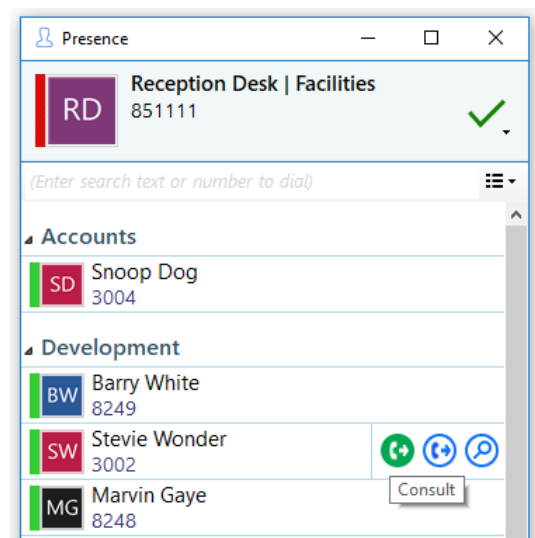 Presence
RD
Reception Desk | Facilities
851111
(Enter search text or number to dial)
Accounts
SD
Snoop Dog
3004
Development
BW
Barry White
8249
SW
Stevie Wonder
3002
Consult
MG
Marvin Gaye
8248